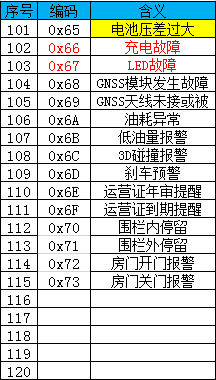 序号 编码 含义
101 0x65 电池压差过大
102 0x66 充电故障
103 0x67 LED故障
104 0x68 GNSS模块发生故障
105 0x69 GNSS天线未接或被
106 0x6A 油耗异常
107 0x6B 低油量报警
108 0x6C 3D碰撞报警
109 0x6D 刹车预警
110 0x6E 运营证年审提醒
111 0x6F 运营证到期提醒
112 0x70 围栏内停留
113 0x71 围栏外停留
114 0x72 房门开门报警
115 0x73 房门关门报警
116
117
118
119
120